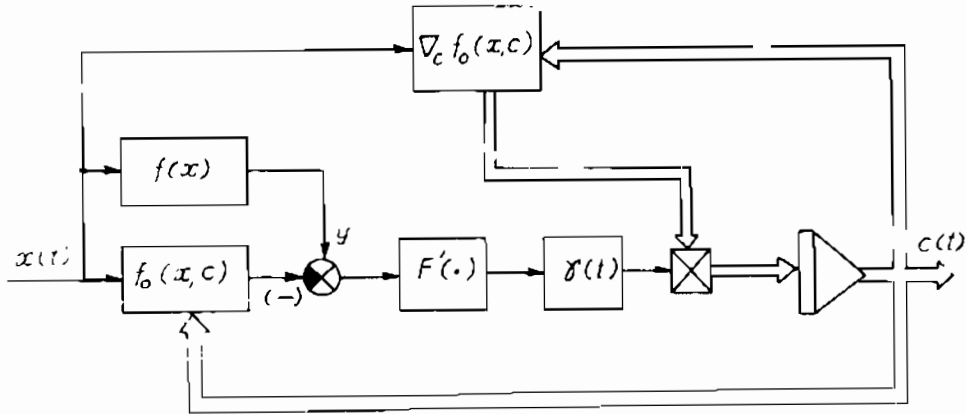 ∇c f₀(x,c)
f(x)
y
x(t)
f₀(x,c)
(−)
F'(·)
γ(t)
c(t)